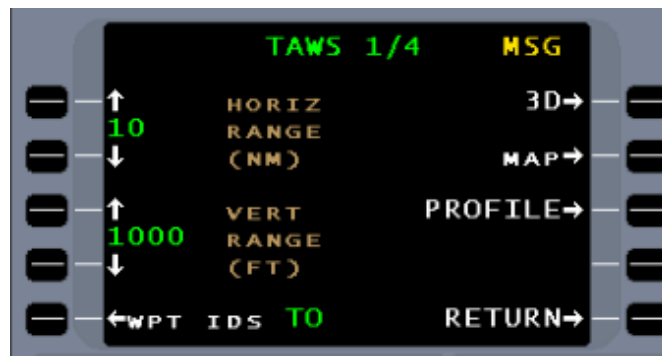 TAWS 1/4 MSG
↑ HORIZ 3D→
10 RANGE
↓ (NM) MAP→
↑ VERT PROFILE→
1000 RANGE
↓ (FT)
←WPT IDS TO RETURN→